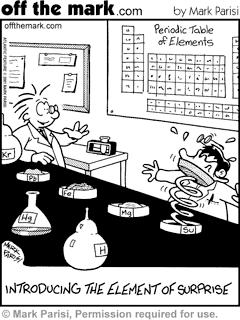 off the mark.com by Mark Parisi
offthemark.com
Periodic Table
of Elements
Kr
Pb
Fe
Hg
Mg
H
Su
MARK
PARISI
INTRODUCING THE ELEMENT OF SURPRISE
© Mark Parisi, Permission required for use.